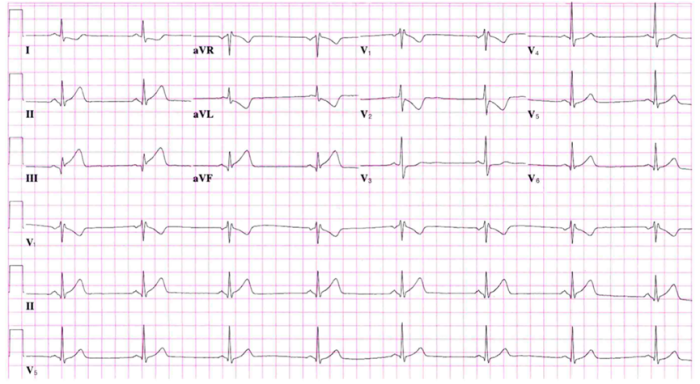 I aVR V₁ V₄
II aVL V₂ V₅
III aVF V₃ V₆
V₁
II
V₅